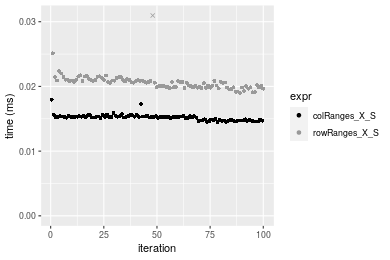 0.03
0.02
0.01
0.00
time (ms)
0
25
50
75
100
iteration
expr
colRanges_X_S
rowRanges_X_S